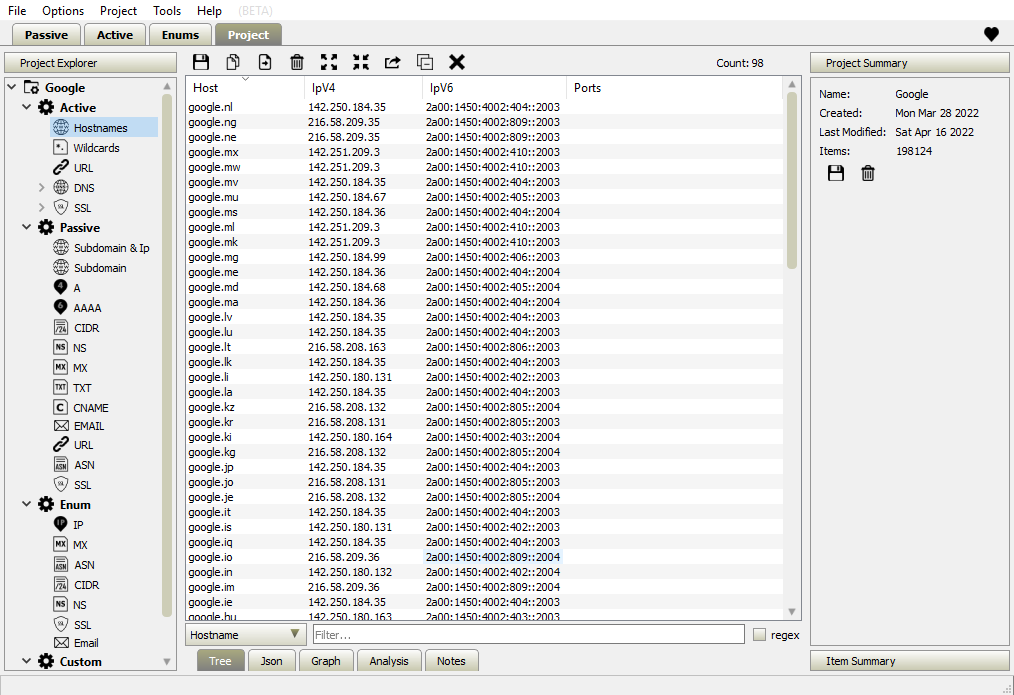 File Options Project Tools Help (BETA)
Passive Active Enums Project
Project Explorer
Google
Active
Hostnames
Wildcards
URL
DNS
SSL
Passive
Subdomain & Ip
Subdomain
A
AAAA
CIDR
NS
MX
TXT
CNAME
EMAIL
URL
ASN
SSL
Enum
IP
MX
ASN
CIDR
NS
SSL
Email
Custom
Count: 98
Host IpV4 IpV6 Ports
google.nl 142.250.184.35 2a00:1450:4002:404::2003
google.ng 216.58.209.35 2a00:1450:4002:809::2003
google.ne 216.58.209.35 2a00:1450:4002:809::2003
google.mx 142.251.209.3 2a00:1450:4002:410::2003
google.mw 142.251.209.3 2a00:1450:4002:410::2003
google.mv 142.250.184.35 2a00:1450:4002:404::2003
google.mu 142.250.184.67 2a00:1450:4002:405::2003
google.ms 142.250.184.36 2a00:1450:4002:404::2004
google.ml 142.251.209.3 2a00:1450:4002:410::2003
google.mk 142.251.209.3 2a00:1450:4002:410::2003
google.mg 142.250.184.99 2a00:1450:4002:406::2003
google.me 142.250.184.36 2a00:1450:4002:404::2004
google.md 142.250.184.68 2a00:1450:4002:405::2004
google.ma 142.250.184.36 2a00:1450:4002:404::2004
google.lv 142.250.184.35 2a00:1450:4002:404::2003
google.lu 142.250.184.35 2a00:1450:4002:404::2003
google.lt 216.58.208.163 2a00:1450:4002:806::2003
google.lk 142.250.184.35 2a00:1450:4002:404::2003
google.li 142.250.180.131 2a00:1450:4002:402::2003
google.la 142.250.184.35 2a00:1450:4002:404::2003
google.kz 216.58.208.132 2a00:1450:4002:805::2004
google.kr 216.58.208.131 2a00:1450:4002:805::2003
google.ki 142.250.180.164 2a00:1450:4002:403::2004
google.kg 216.58.208.132 2a00:1450:4002:805::2004
google.jp 142.250.184.35 2a00:1450:4002:404::2003
google.jo 216.58.208.131 2a00:1450:4002:805::2003
google.je 216.58.208.132 2a00:1450:4002:805::2004
google.it 142.250.184.35 2a00:1450:4002:404::2003
google.is 142.250.180.131 2a00:1450:4002:402::2003
google.iq 142.250.184.35 2a00:1450:4002:404::2003
google.io 216.58.209.36 2a00:1450:4002:809::2004
google.in 142.250.180.132 2a00:1450:4002:402::2004
google.im 216.58.209.36 2a00:1450:4002:809::2004
google.ie 142.250.184.35 2a00:1450:4002:404::2003
google.hu 142.250.180.163 2a00:1450:4002:403::2003
Hostname Filter... regex
Tree Json Graph Analysis Notes
Project Summary
Name: Google
Created: Mon Mar 28 2022
Last Modified: Sat Apr 16 2022
Items: 198124
Item Summary